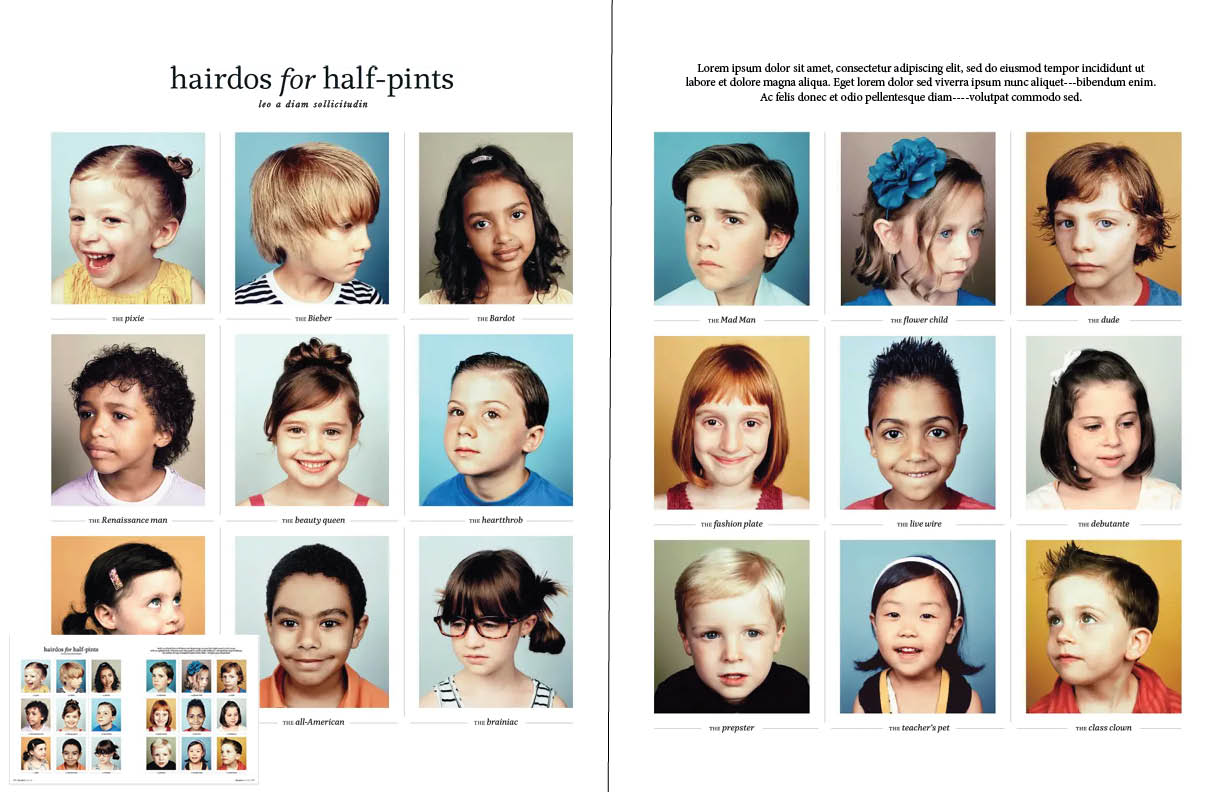 hairdos for half-pints
leo a diam sollicitudin
THE pixie
THE Bieber
THE Bardot
THE Renaissance man
THE beauty queen
THE heartthrob
THE all-American
THE brainiac
Lorem ipsum dolor sit amet, consectetur adipiscing elit, sed do eiusmod tempor incididunt ut
labore et dolore magna aliqua. Eget lorem dolor sed viverra ipsum nunc aliquet---bibendum enim.
Ac felis donec et odio pellentesque diam----volutpat commodo sed.
THE Mad Man
THE flower child
THE dude
THE fashion plate
THE live wire
THE debutante
THE prepster
THE teacher's pet
THE class clown
hairdos for half-pints